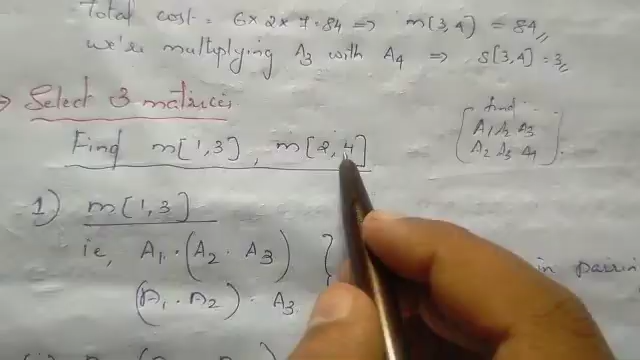 Total cost = 6 x 2 x 7 = 84 => m[3,4] = 84,,
we're multiplying A3 with A4 => S[3,4] = 3,,
→ Select 3 matrices
Find m[1,3], m[2,4]
find
A1 A2 A3
A2 A3 A4
1) m[1,3]
ie, A1 · (A2 · A3) }
(A1 · A2) · A3
in pairin